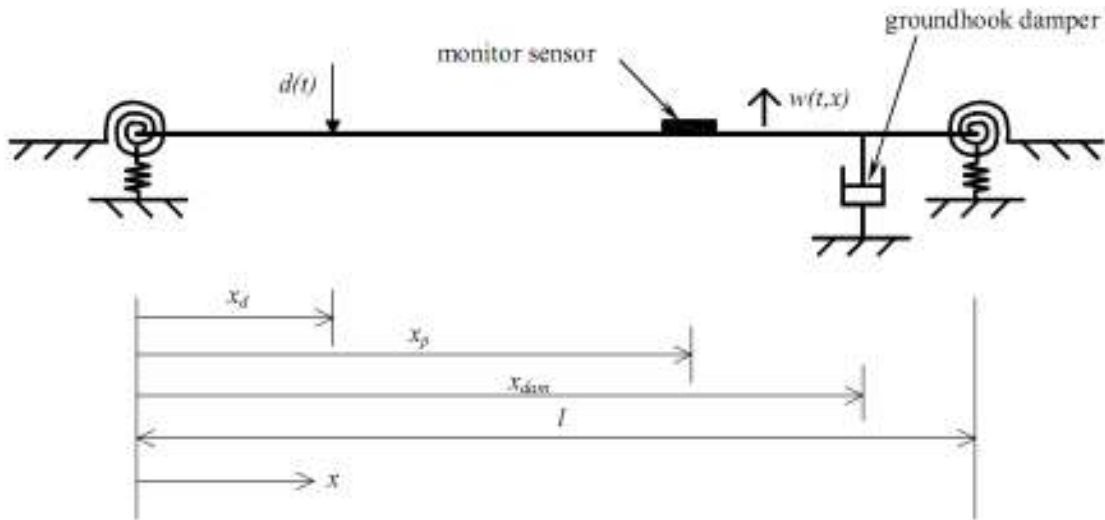 groundhook damper
monitor sensor
d(t)
w(t,x)
x_d
x_p
x_dam
l
x